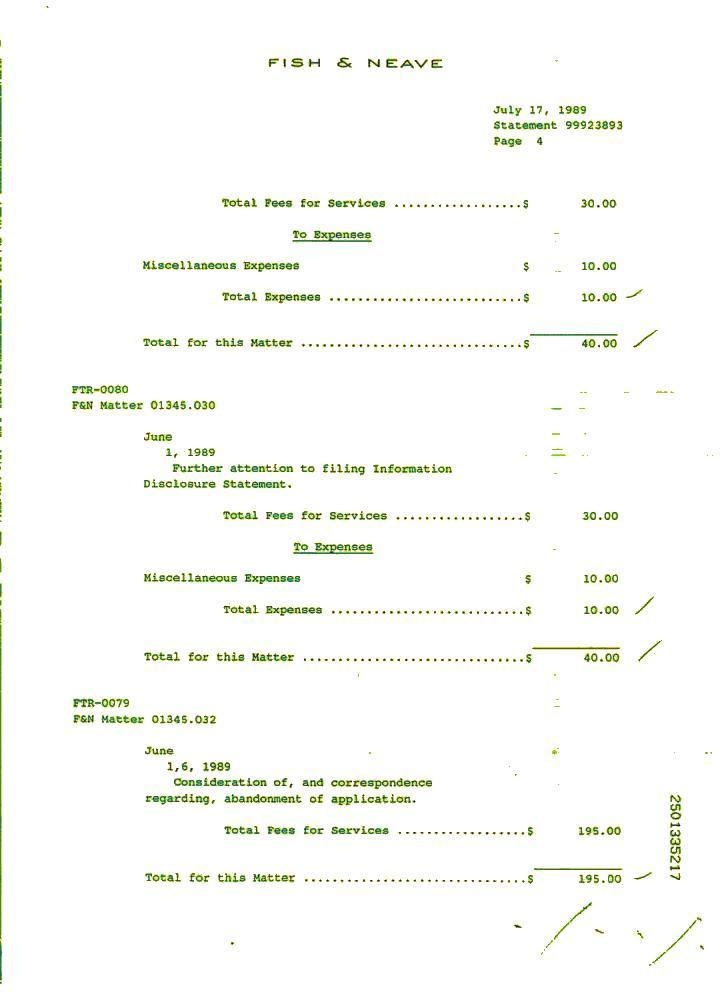 FISH & NEAVE
July 17, 1989
Statement 99923893
Page 4
Total Fees for Services ..................$ 30.00
To Expenses
Miscellaneous Expenses $ 10.00
Total Expenses ...........................$ 10.00
Total for this Matter ...............................$ 40.00
FTR-0080
F&N Matter 01345.030
June
1, 1989
Further attention to filing Information
Disclosure Statement.
Total Fees for Services ..................$ 30.00
To Expenses
Miscellaneous Expenses $ 10.00
Total Expenses ...........................$ 10.00
Total for this Matter ...............................$ 40.00
FTR-0079
F&N Matter 01345.032
June
1,6, 1989
Consideration of, and correspondence
regarding, abandonment of application.
Total Fees for Services ..................$ 195.00
Total for this Matter ...............................$ 195.00
2501335217